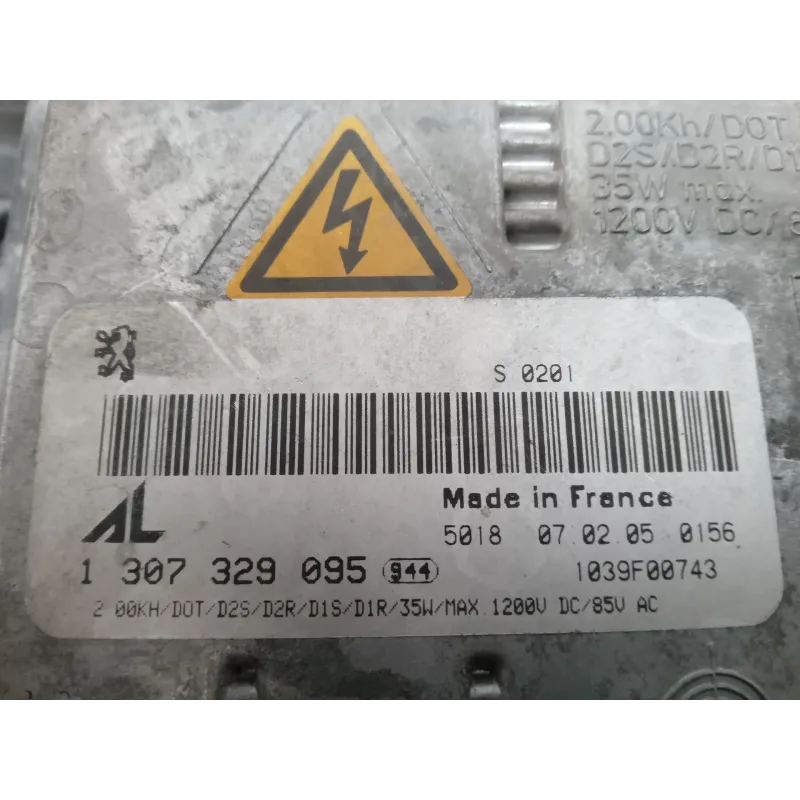 2.00Kh/DOT
D2S/D2R/D1
35W max.
1200V DC/8
S 0201
AL
Made in France
5018 07.02.05 0156
1 307 329 095 944
1039F00743
2.00KH/DOT/D2S/D2R/D1S/D1R/35W/MAX.1200V DC/85V AC